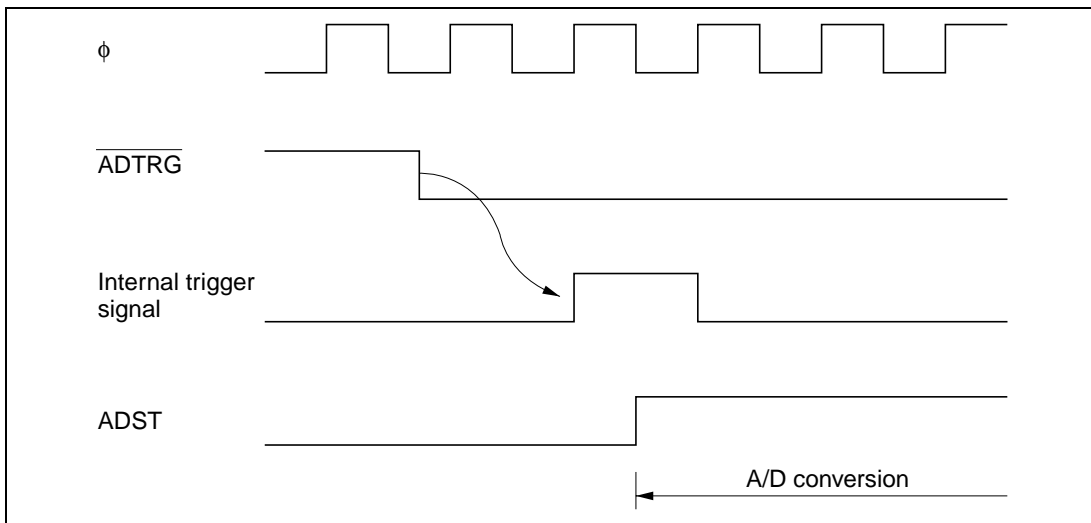 ϕ
ADTRG
Internal trigger
signal
ADST
A/D conversion